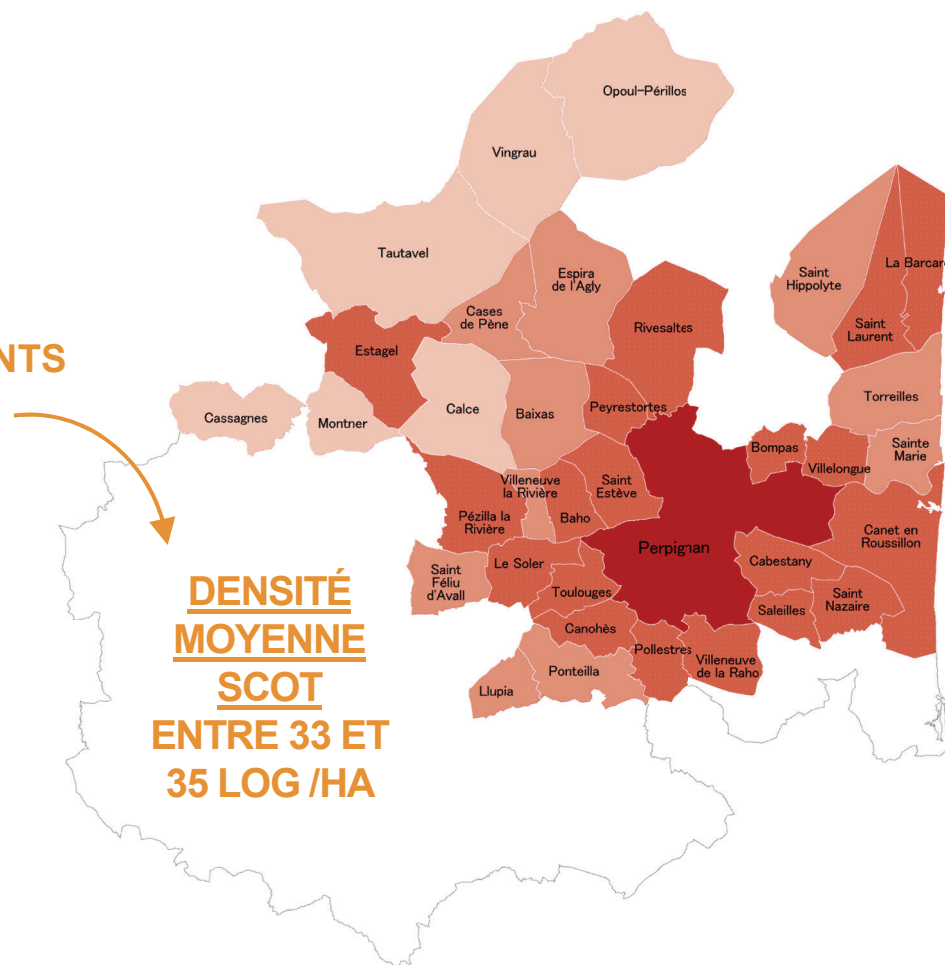 Opoul-Périllos
Vingrau
Tautavel
Espira
de l'Agly
Saint
Hippolyte
La Barcar
Cases
de Pène
Rivesaltes
Saint
Laurent
Estagel
NTS
Torreilles
Cassagnes
Montner
Calce
Baixas
Peyrestortes
Bompas
Villelongue
Sainte
Marie
Villeneuve
la Rivière
Saint
Estève
Pézilla la
Rivière
Baho
Canet en
Roussillon
Perpignan
Cabestany
Saint
Féliu
d'Avall
Le Soler
Toulouges
Saleilles
Saint
Nazaire
Canohès
Pollestres
Villeneuve
de la Raho
Llupia
Ponteilla
DENSITÉ
MOYENNE
SCOT
ENTRE 33 ET
35 LOG /HA